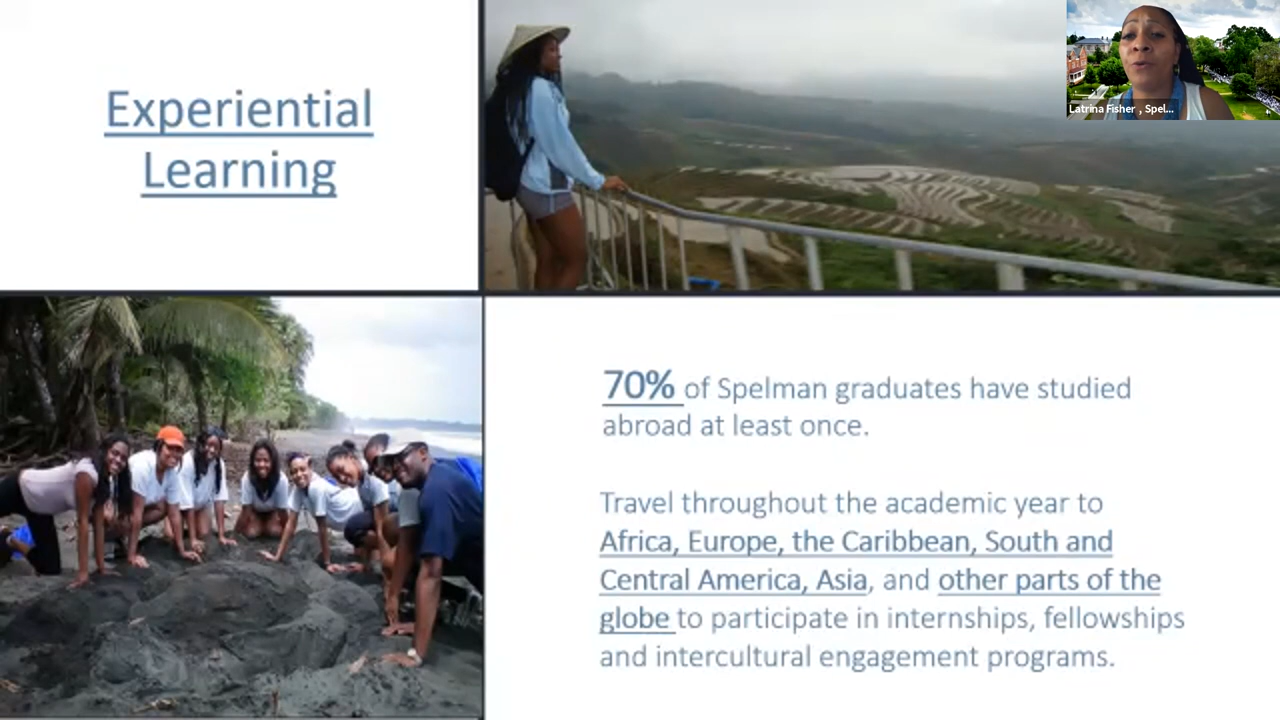 Experiential
Learning
Latrina Fisher , Spel...
70% of Spelman graduates have studied
abroad at least once.
Travel throughout the academic year to
Africa, Europe, the Caribbean, South and
Central America, Asia, and other parts of the
globe to participate in internships, fellowships
and intercultural engagement programs.